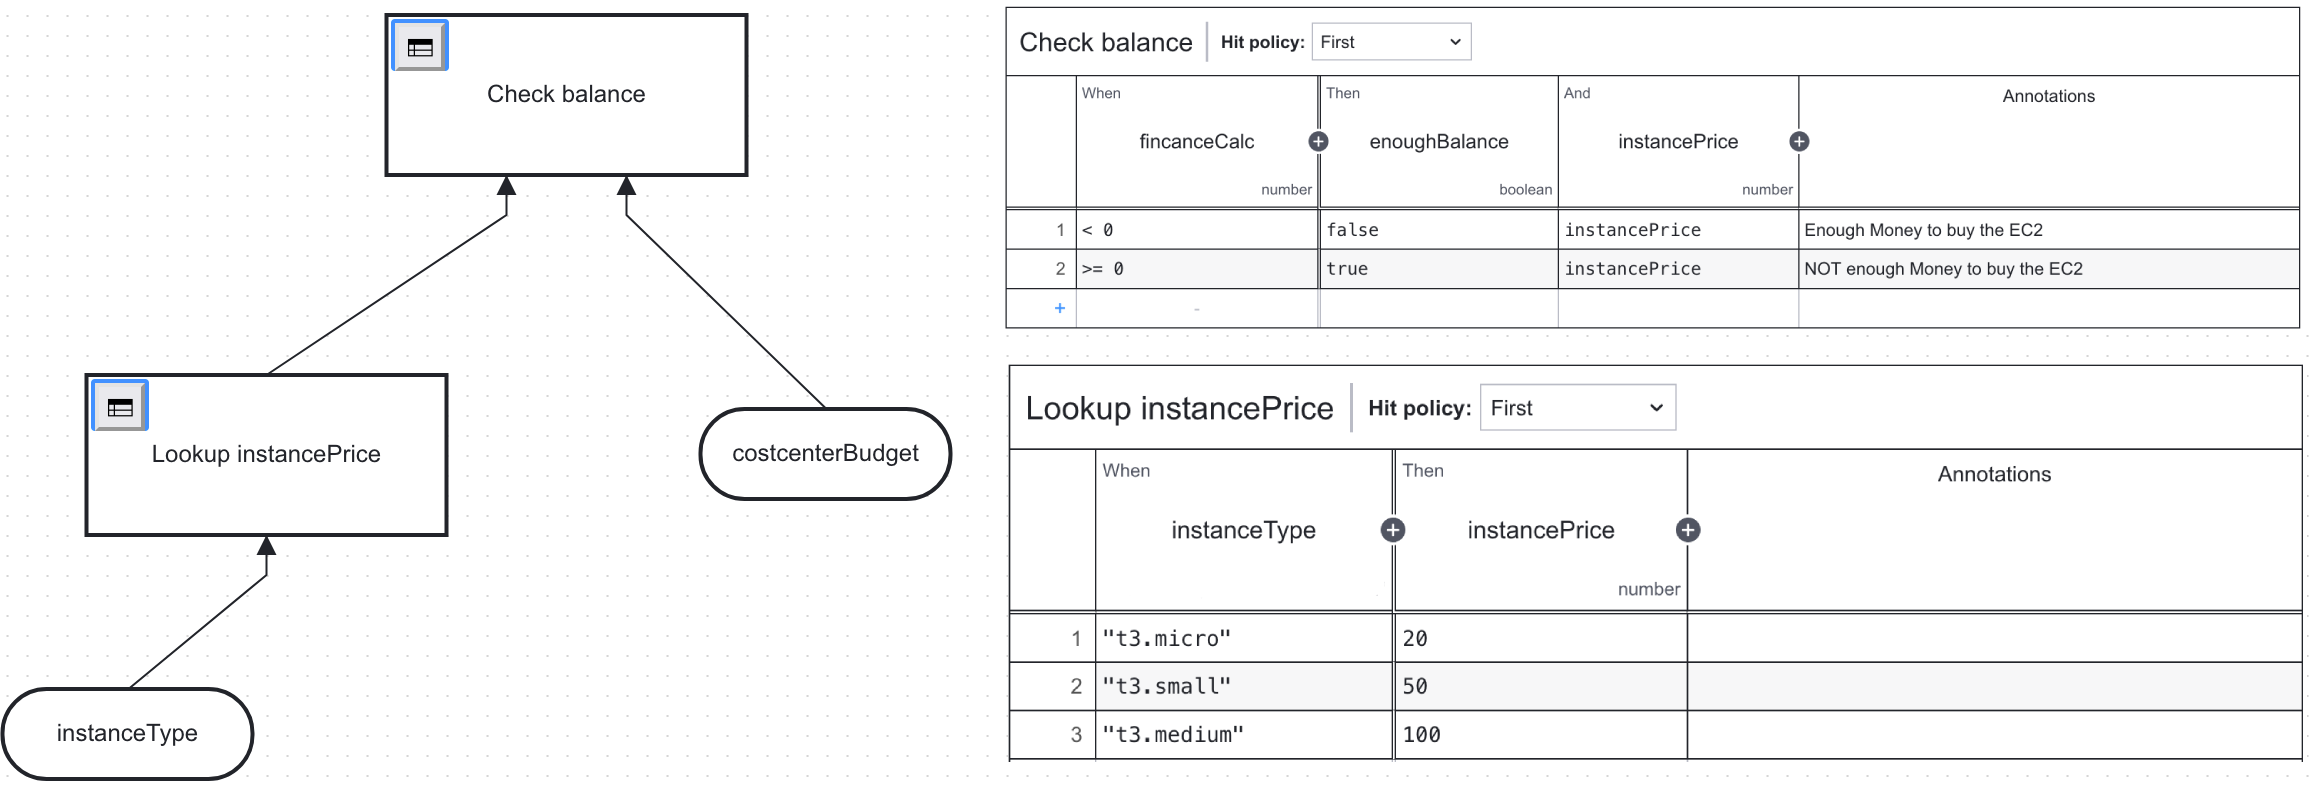 Check balance
Lookup instancePrice
costcenterBudget
instanceType
Check balance Hit policy: First
When Then And Annotations
fincanceCalc + enoughBalance instancePrice +
number boolean number
1 < 0 false instancePrice Enough Money to buy the EC2
2 >= 0 true instancePrice NOT enough Money to buy the EC2
+ -
Lookup instancePrice Hit policy: First
When Then Annotations
instanceType + instancePrice +
number
1 "t3.micro" 20
2 "t3.small" 50
3 "t3.medium" 100